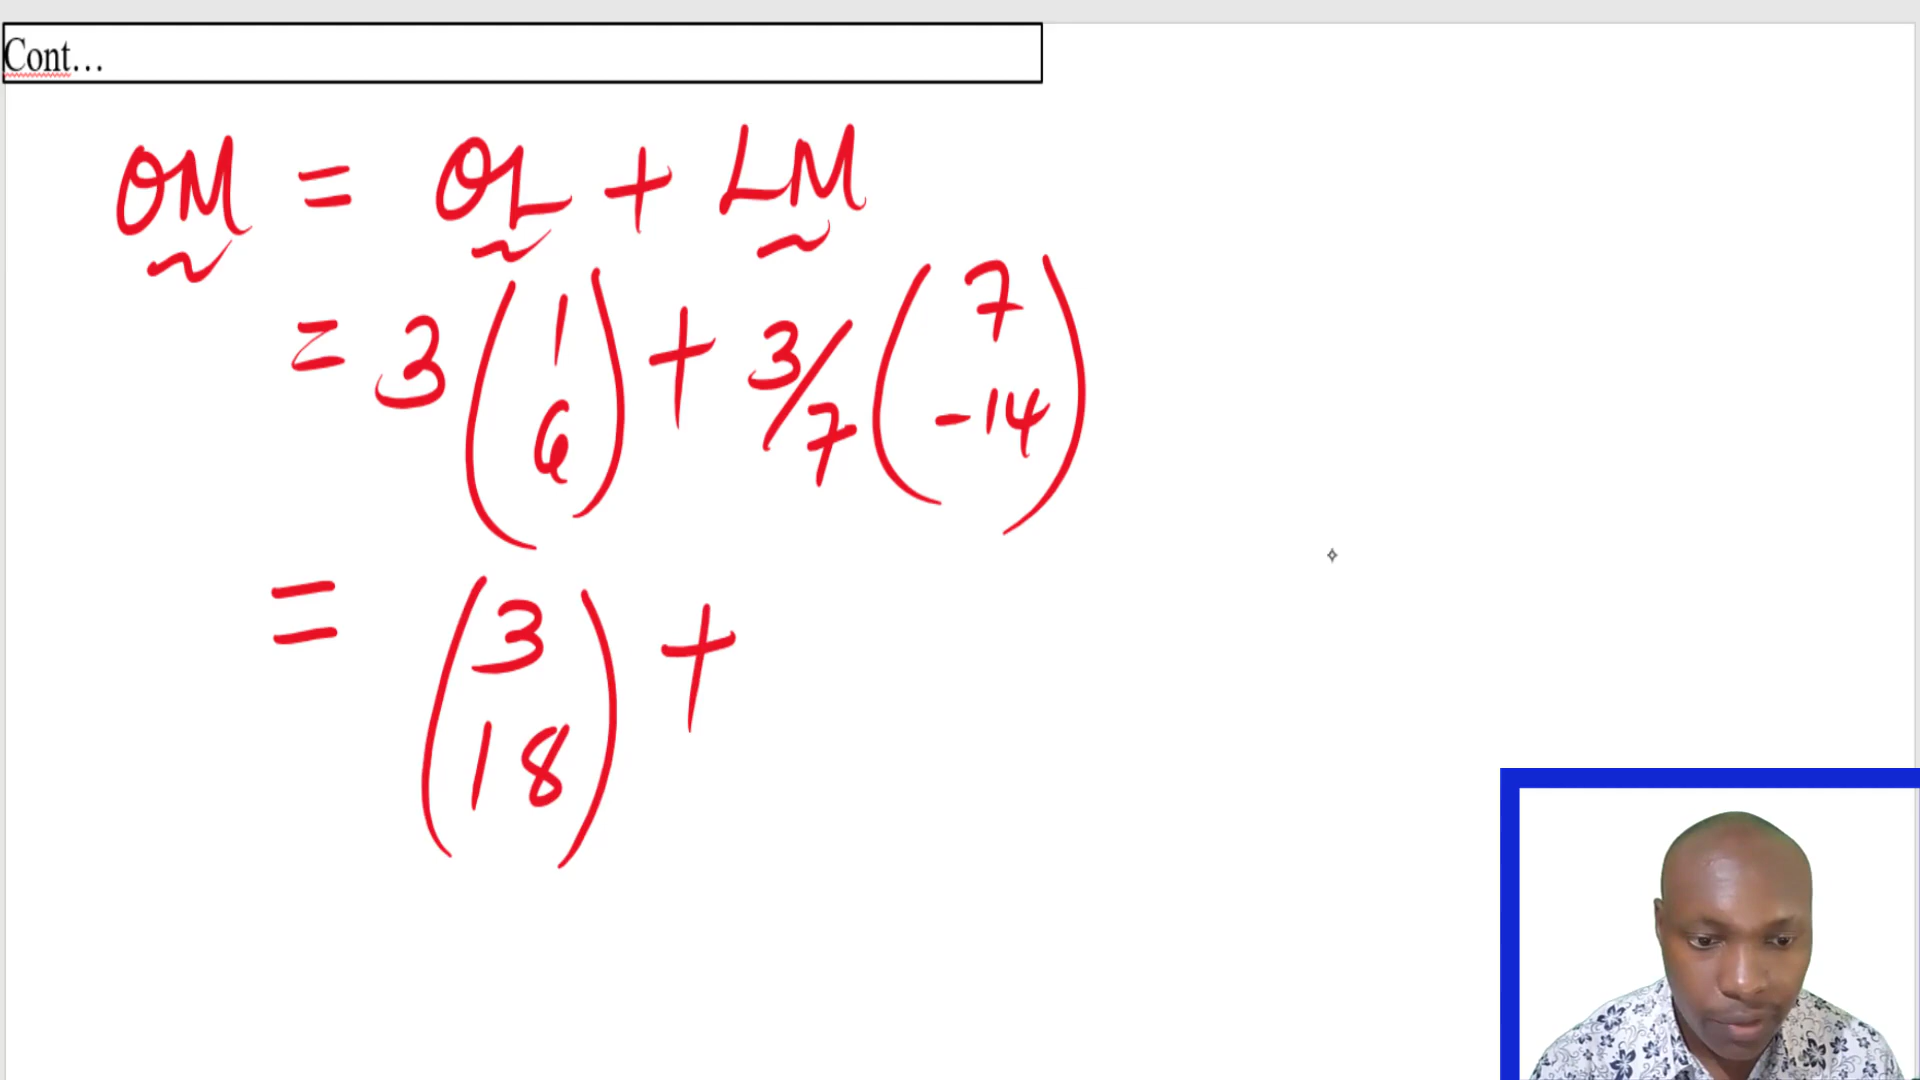 Cont...
OM = OL + LM
= 3 ( 1 6 ) + 3/7 ( 7 -14 )
= ( 3 18 ) +